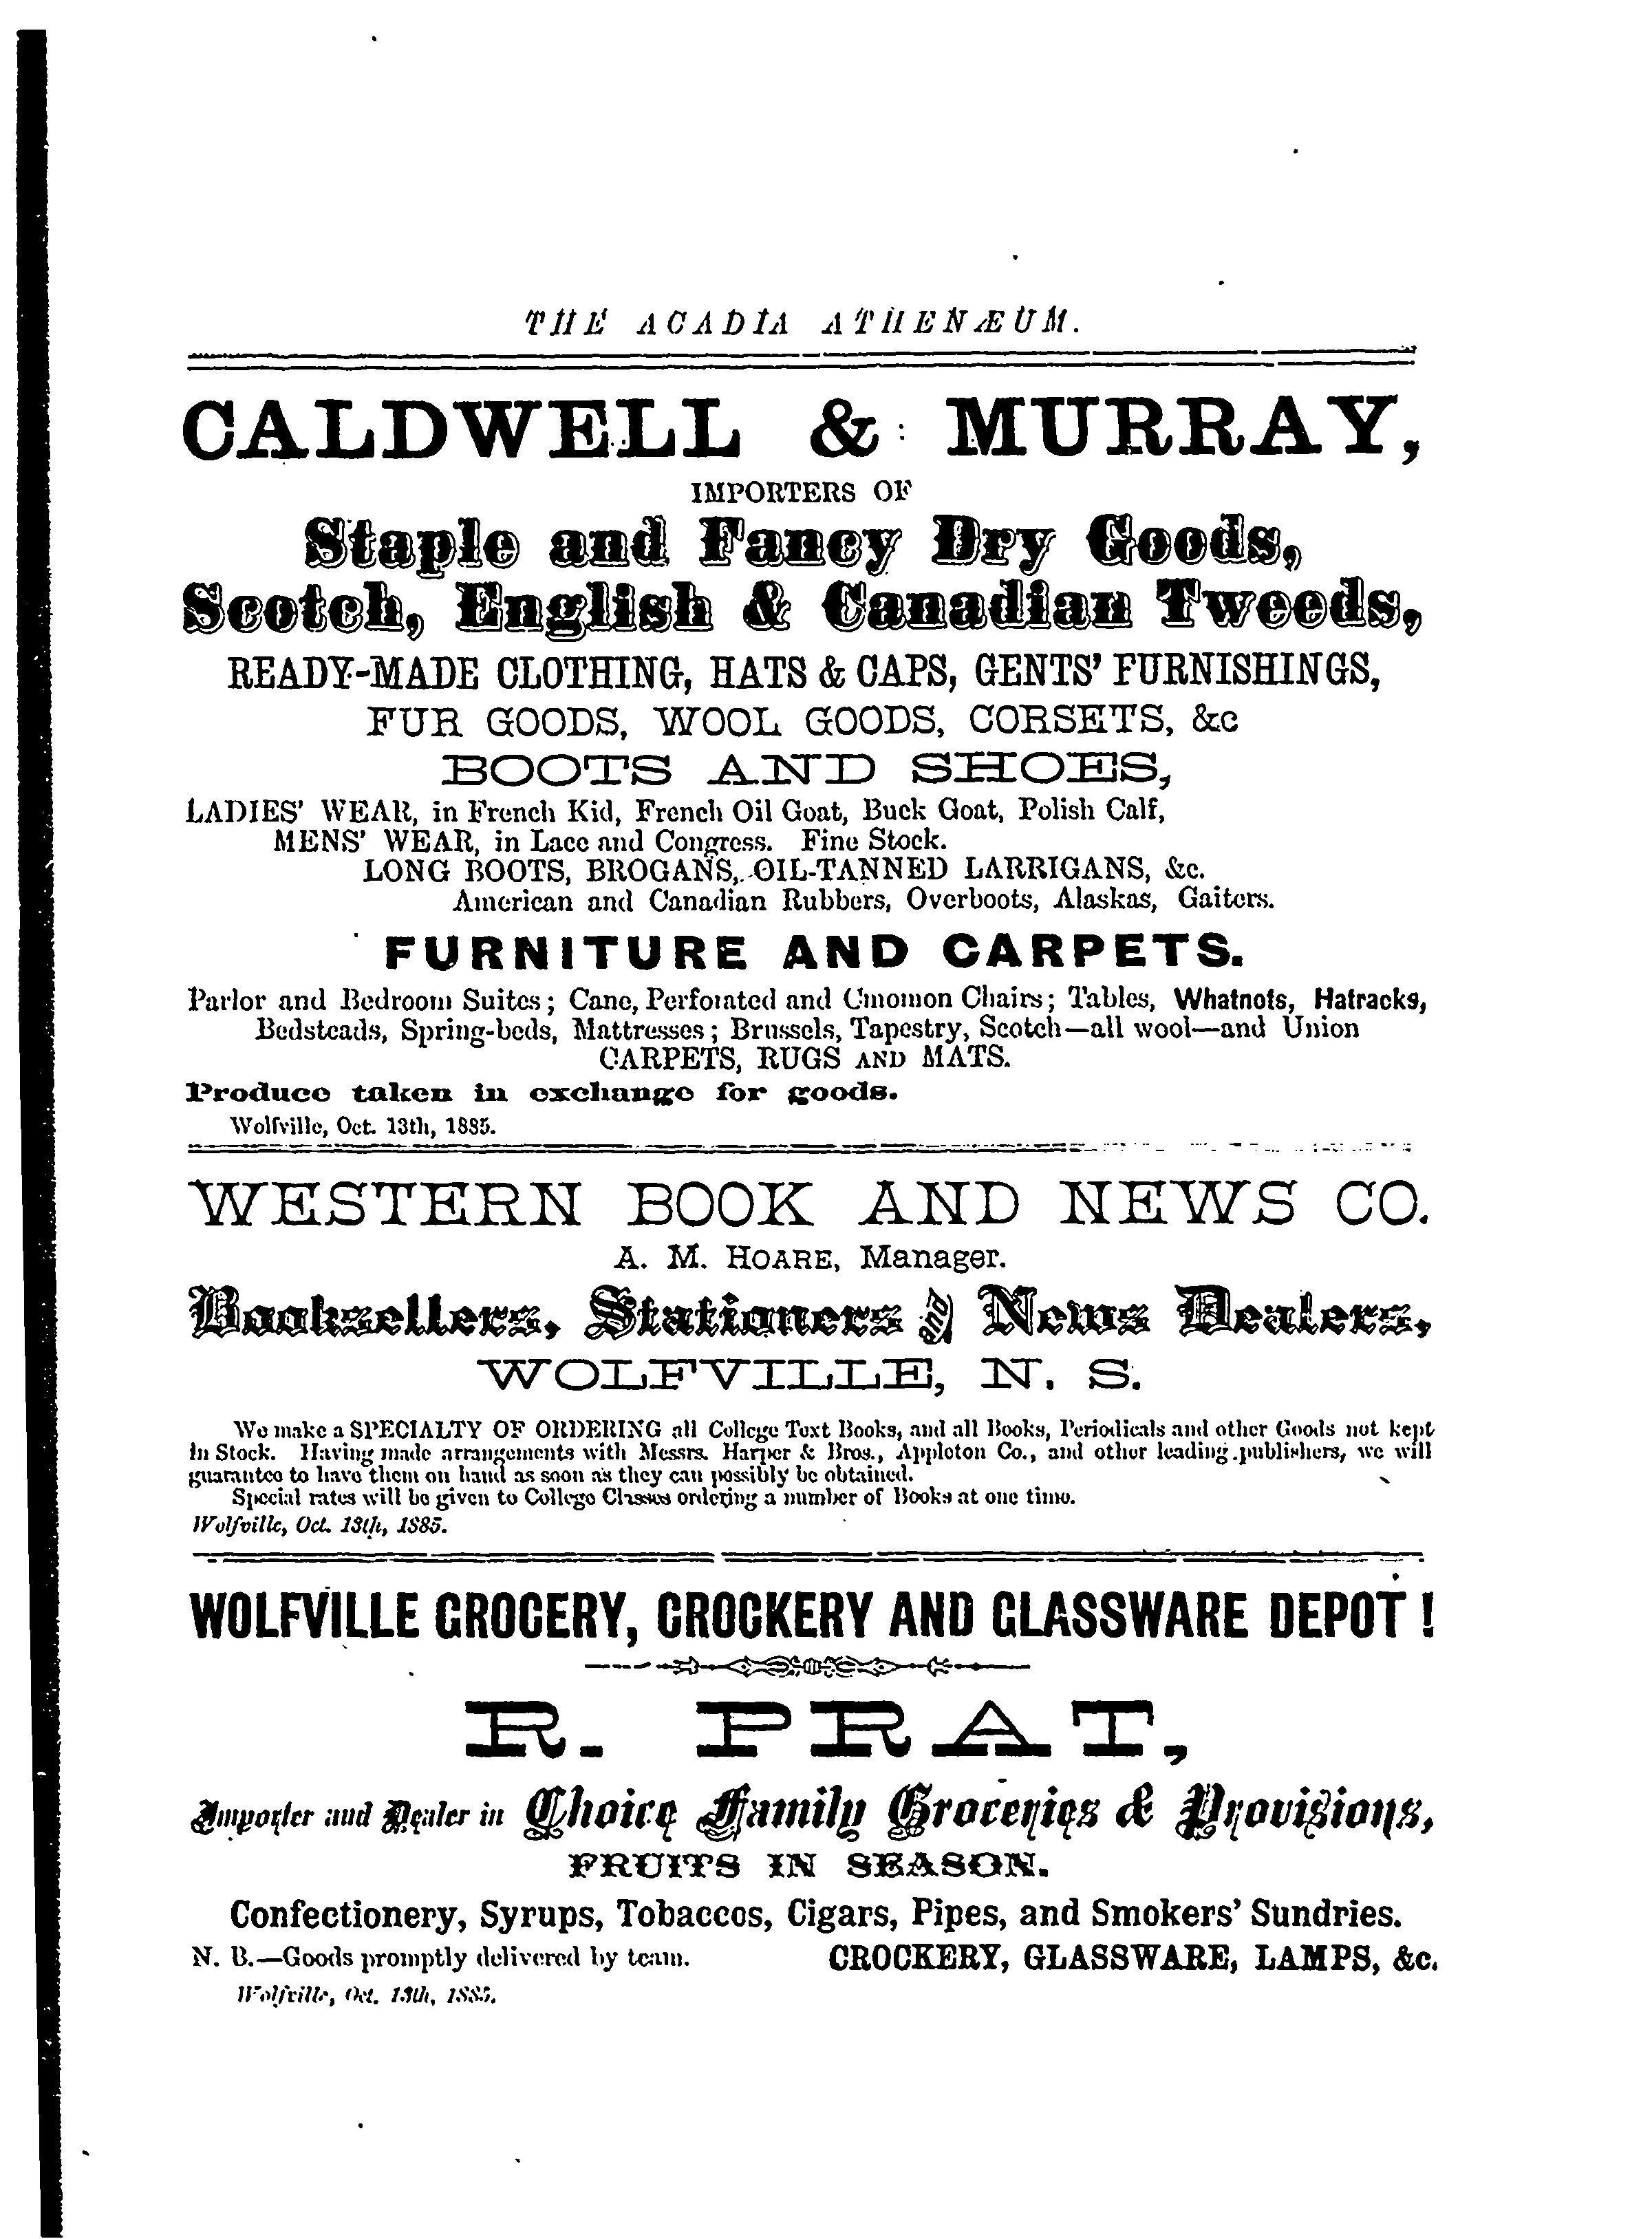 THE ACADIA ATHENÆUM.
CALDWELL & MURRAY,
IMPORTERS OF
Staple and Fancy Dry Goods,
Scotch, English & Canadian Tweeds,
READY-MADE CLOTHING, HATS & CAPS, GENTS' FURNISHINGS,
FUR GOODS, WOOL GOODS, CORSETS, &c
BOOTS AND SHOES,
LADIES' WEAR, in French Kid, French Oil Goat, Buck Goat, Polish Calf,
MENS' WEAR, in Lace and Congress. Fine Stock.
LONG BOOTS, BROGANS, OIL-TANNED LARRIGANS, &c.
American and Canadian Rubbers, Overboots, Alaskas, Gaiters.
FURNITURE AND CARPETS.
Parlor and Bedroom Suites; Cane, Perforated and Chairs; Tables, Whatnots, Hatracks,
Bedsteads, Spring-beds, Mattresses; Brussels, Tapestry, Scotch—all wool—and Union
CARPETS, RUGS AND MATS.
Produce taken in exchange for goods.
Wolfville, Oct. 13th, 1885.
WESTERN BOOK AND NEWS CO.
A. M. HOARE, Manager.
Booksellers, Stationers and News Dealers,
WOLFVILLE, N. S.
We make a SPECIALTY OF ORDERING all College Text Books, and all Books, Periodicals and other Goods not kept
in Stock. Having made arrangements with Messrs. Harper & Bros., Appleton Co., and other leading publishers, we will
guarantee to have them on hand as soon as they can possibly be obtained.
Special rates will be given to College Classes ordering a number of Books at one time.
Wolfville, Oct. 13th, 1885.
WOLFVILLE GROCERY, CROCKERY AND GLASSWARE DEPOT!
R. PRAT,
Importer and Dealer in Choice Family Groceries & Provisions,
FRUITS IN SEASON.
Confectionery, Syrups, Tobaccos, Cigars, Pipes, and Smokers' Sundries.
N. B.—Goods promptly delivered by team. CROCKERY, GLASSWARE, LAMPS, &c.
Wolfville, Oct. 13th, 1885.